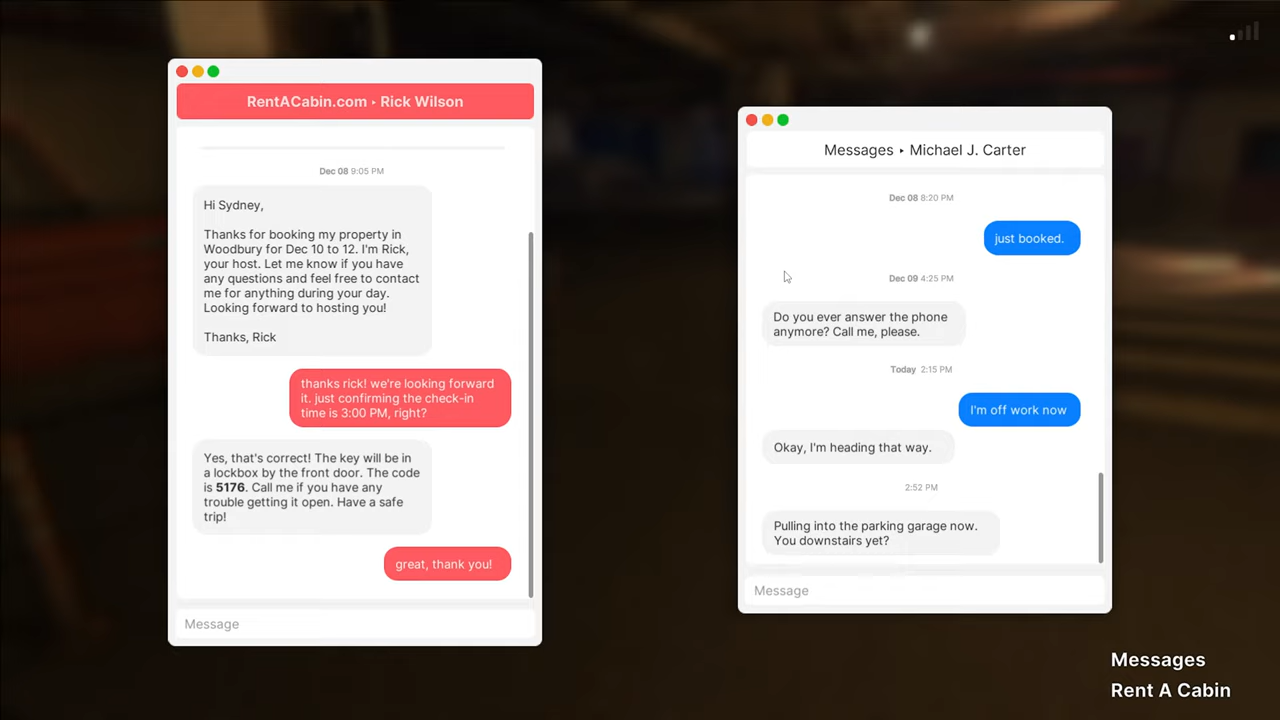 RentACabin.com ‣ Rick Wilson
Dec 08 9:05 PM
Hi Sydney,
Thanks for booking my property in
Woodbury for Dec 10 to 12. I'm Rick,
your host. Let me know if you have
any questions and feel free to contact
me for anything during your day.
Looking forward to hosting you!
Thanks, Rick
thanks rick! we're looking forward
it. just confirming the check-in
time is 3:00 PM, right?
Yes, that's correct! The key will be in
a lockbox by the front door. The code
is 5176. Call me if you have any
trouble getting it open. Have a safe
trip!
great, thank you!
Message
Messages ‣ Michael J. Carter
Dec 08 8:20 PM
just booked.
Dec 09 4:25 PM
Do you ever answer the phone
anymore? Call me, please.
Today 2:15 PM
I'm off work now
Okay, I'm heading that way.
2:52 PM
Pulling into the parking garage now.
You downstairs yet?
Message
Messages
Rent A Cabin